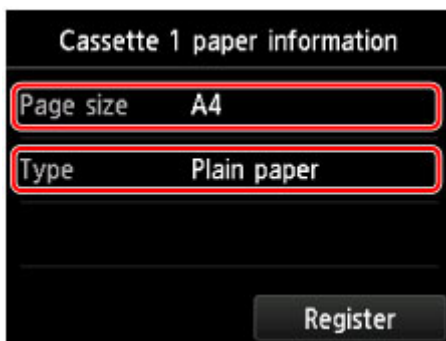 Cassette 1 paper information
Page size A4
Type Plain paper
Register